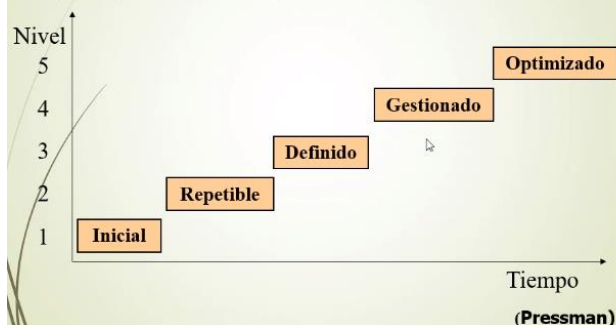 Nivel
5
Optimizado
4
Gestionado
3
Definido
2
Repetible
1
Inicial
Tiempo
(Pressman)